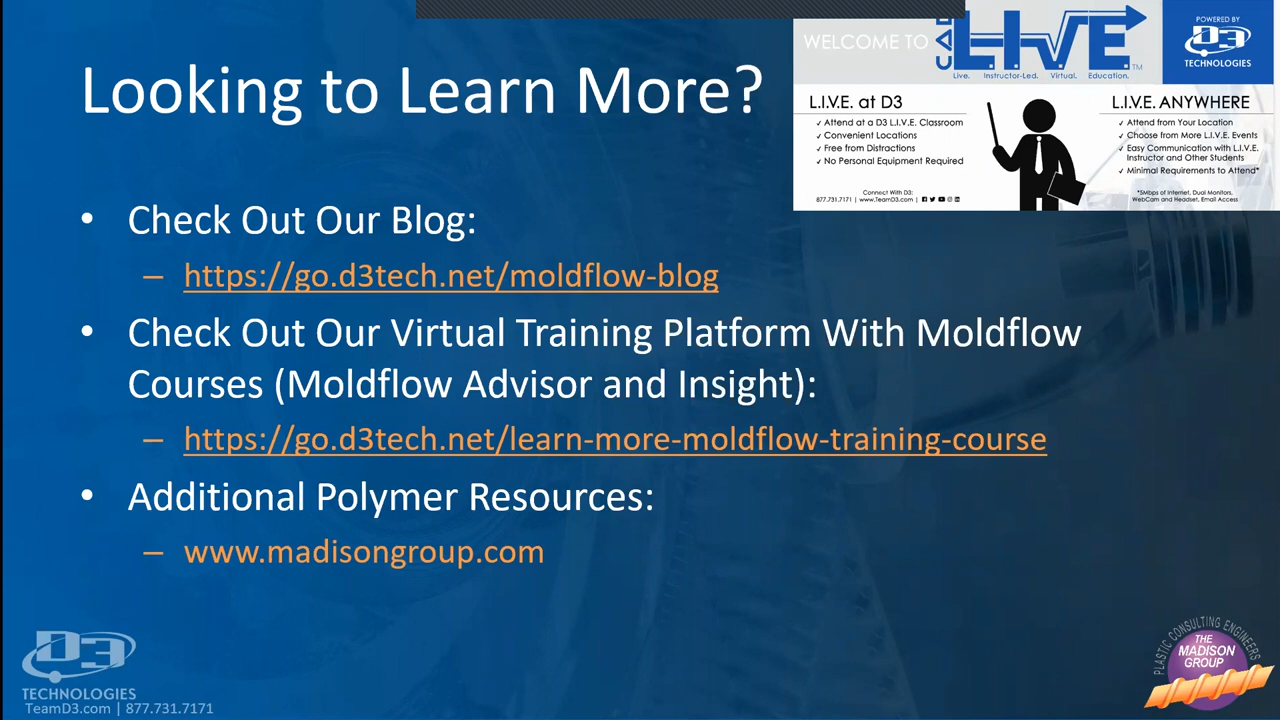 Looking to Learn More?
WELCOME TO
CAD
L.I.V.E.™
Live. Instructor-Led. Virtual. Education.
POWERED BY
D3
TECHNOLOGIES
L.I.V.E. at D3
✓ Attend at a D3 L.I.V.E. Classroom
✓ Convenient Locations
✓ Free from Distractions
✓ No Personal Equipment Required
Connect With D3:
877.731.7171 | www.TeamD3.com |
L.I.V.E. ANYWHERE
✓ Attend from Your Location
✓ Choose from More L.I.V.E. Events
✓ Easy Communication with L.I.V.E.
Instructor and Other Students
✓ Minimal Requirements to Attend*
*5Mbps of Internet, Dual Monitors,
WebCam and Headset, Email Access
• Check Out Our Blog:
– https://go.d3tech.net/moldflow-blog
• Check Out Our Virtual Training Platform With Moldflow
Courses (Moldflow Advisor and Insight):
– https://go.d3tech.net/learn-more-moldflow-training-course
• Additional Polymer Resources:
– www.madisongroup.com
D3
TECHNOLOGIES
TeamD3.com | 877.731.7171
PLASTIC CONSULTING ENGINEERS
THE
MADISON
GROUP